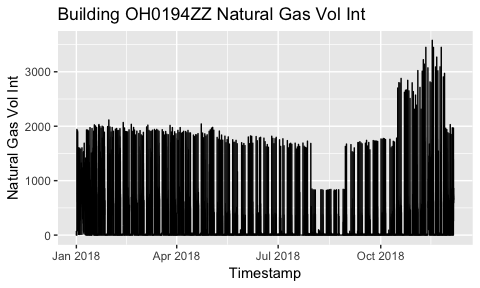 Building OH0194ZZ Natural Gas Vol Int
Natural Gas Vol Int
3000
2000
1000
0
Jan 2018 Apr 2018 Jul 2018 Oct 2018
Timestamp